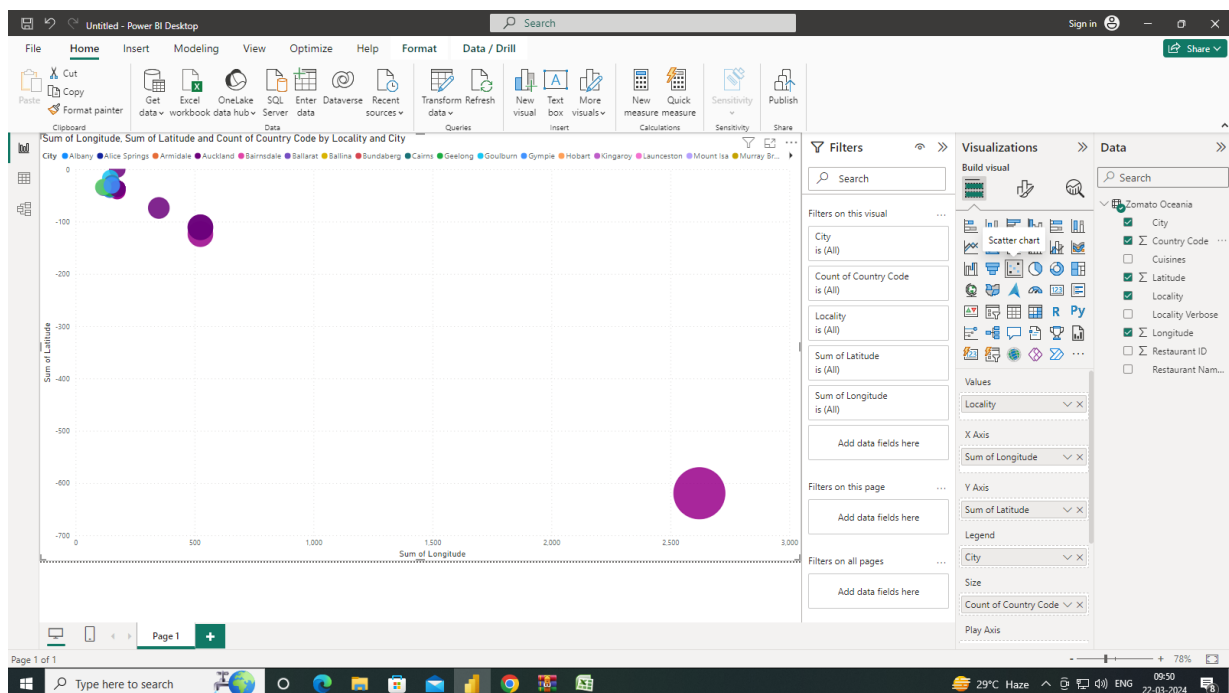 Untitled - Power BI Desktop
Search
Sign in
File Home Insert Modeling View Optimize Help Format Data / Drill
Share
Paste
Cut
Copy
Format painter
Clipboard
Get data
Excel workbook
OneLake data hub
SQL Server
Enter data
Dataverse
Recent sources
Data
Transform data
Refresh
Queries
New visual
Text box
More visuals
Insert
New measure
Quick measure
Calculations
Sensitivity
Sensitivity
Publish
Share
Sum of Longitude, Sum of Latitude and Count of Country Code by Locality and City
City Albany Alice Springs Armidale Auckland Bairnsdale Ballarat Ballina Bundaberg Cairns Geelong Goulburn Gympie Hobart Kingaroy Launceston Mount Isa Murray Br...
0
-100
-200
-300
-400
-500
-600
-700
Sum of Latitude
0 500 1,000 1,500 2,000 2,500 3,000
Sum of Longitude
Filters
Search
Filters on this visual ...
City
is (All)
Count of Country Code
is (All)
Locality
is (All)
Sum of Latitude
is (All)
Sum of Longitude
is (All)
Add data fields here
Filters on this page ...
Add data fields here
Filters on all pages ...
Add data fields here
Visualizations
Build visual
Scatter chart
123
R Py
123
...
Values
Locality
X Axis
Sum of Longitude
Y Axis
Sum of Latitude
Legend
City
Size
Count of Country Code
Play Axis
Data
Search
Zomato Oceania
City
Σ Country Code ...
Cuisines
Σ Latitude
Locality
Locality Verbose
Σ Longitude
Σ Restaurant ID
Restaurant Nam...
Page 1
Page 1 of 1
- + 78%
Type here to search
29°C Haze
ENG
09:50
22-03-2024